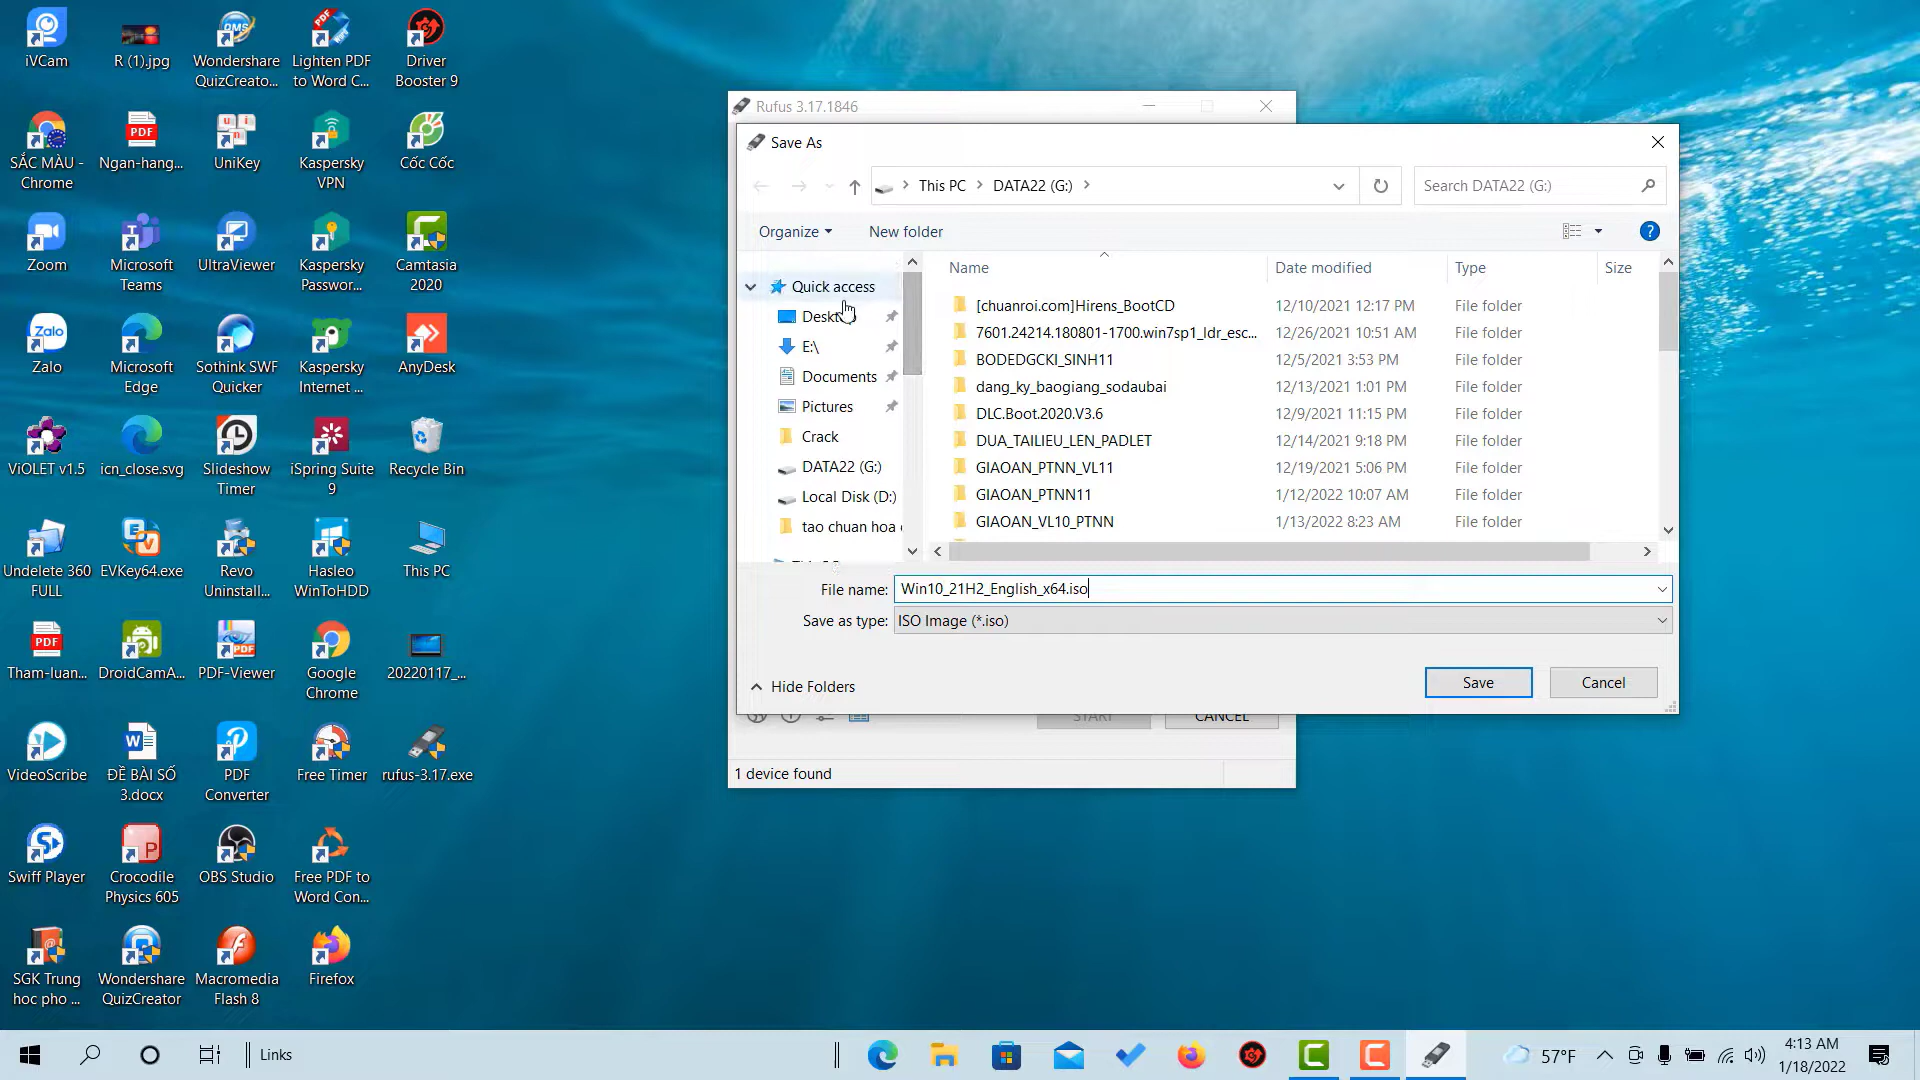 iVCam
R (1).jpg
Wondershare
QuizCreato...
Lighten PDF
to Word C...
Driver
Booster 9
SẮC MÀU -
Chrome
Ngan-hang...
UniKey
Kaspersky
VPN
Cốc Cốc
Zoom
Microsoft
Teams
UltraViewer
Kaspersky
Passwor...
Camtasia
2020
Zalo
Microsoft
Edge
Sothink SWF
Quicker
Kaspersky
Internet ...
AnyDesk
ViOLET v1.5
icn_close.svg
Slideshow
Timer
iSpring Suite
9
Recycle Bin
Undelete 360
FULL
EVKey64.exe
Revo
Uninstall...
Hasleo
WinToHDD
This PC
Tham-luan...
DroidCamA...
PDF-Viewer
Google
Chrome
20220117_...
VideoScribe
ĐỀ BÀI SỐ
3.docx
PDF
Converter
Free Timer
rufus-3.17.exe
Swiff Player
Crocodile
Physics 605
OBS Studio
Free PDF to
Word Con...
SGK Trung
hoc pho ...
Wondershare
QuizCreator
Macromedia
Flash 8
Firefox
Rufus 3.17.1846
Save As
This PC > DATA22 (G:) >
Search DATA22 (G:)
Organize
New folder
Quick access
Desktop
E:\
Documents
Pictures
Crack
DATA22 (G:)
Local Disk (D:)
tao chuan hoa
Name Date modified Type Size
[chuanroi.com]Hirens_BootCD 12/10/2021 12:17 PM File folder
7601.24214.180801-1700.win7sp1_ldr_esc... 12/26/2021 10:51 AM File folder
BODEDGCKI_SINH11 12/5/2021 3:53 PM File folder
dang_ky_baogiang_sodaubai 12/13/2021 1:01 PM File folder
DLC.Boot.2020.V3.6 12/9/2021 11:15 PM File folder
DUA_TAILIEU_LEN_PADLET 12/14/2021 9:18 PM File folder
GIAOAN_PTNN_VL11 12/19/2021 5:06 PM File folder
GIAOAN_PTNN11 1/12/2022 10:07 AM File folder
GIAOAN_VL10_PTNN 1/13/2022 8:23 AM File folder
File name: Win10_21H2_English_x64.iso
Save as type: ISO Image (*.iso)
Hide Folders
Save
Cancel
START
CANCEL
1 device found
Links
57°F
4:13 AM
1/18/2022